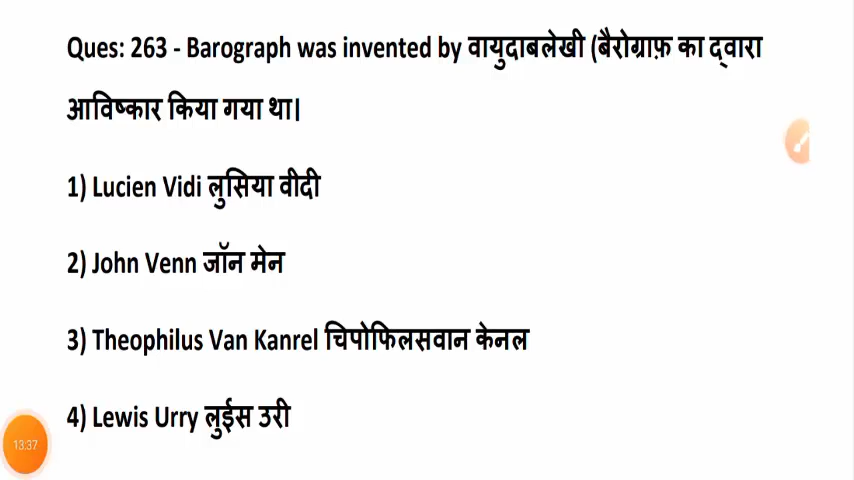 Ques: 263 - Barograph was invented by वायुदाबलेखी (बैरोग्राफ़ का द्वारा
आविष्कार किया गया था।
1) Lucien Vidi लुसिया वीदी
2) John Venn जॉन मेन
3) Theophilus Van Kanrel चिपोफिलसवान केनल
4) Lewis Urry लुईस उरी
13:37